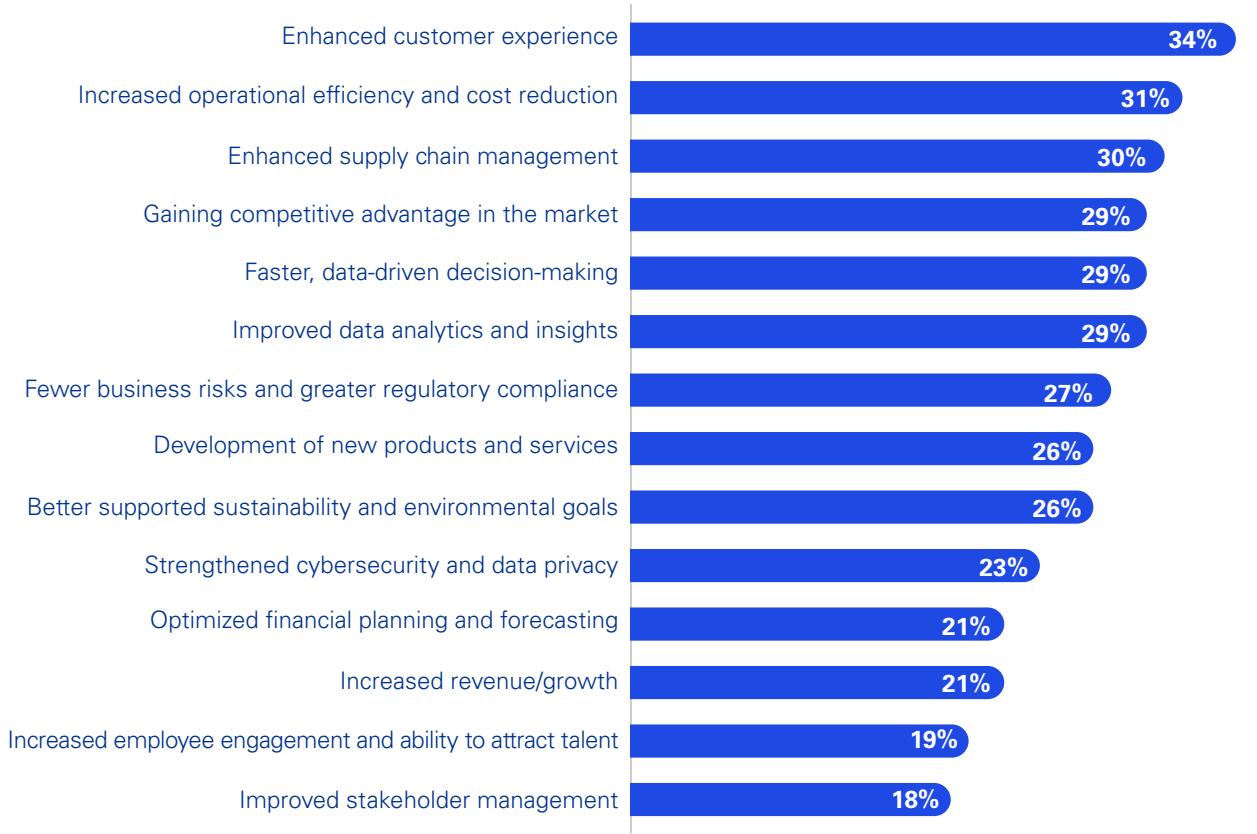 Enhanced customer experience 34%
Increased operational efficiency and cost reduction 31%
Enhanced supply chain management 30%
Gaining competitive advantage in the market 29%
Faster, data-driven decision-making 29%
Improved data analytics and insights 29%
Fewer business risks and greater regulatory compliance 27%
Development of new products and services 26%
Better supported sustainability and environmental goals 26%
Strengthened cybersecurity and data privacy 23%
Optimized financial planning and forecasting 21%
Increased revenue/growth 21%
Increased employee engagement and ability to attract talent 19%
Improved stakeholder management 18%